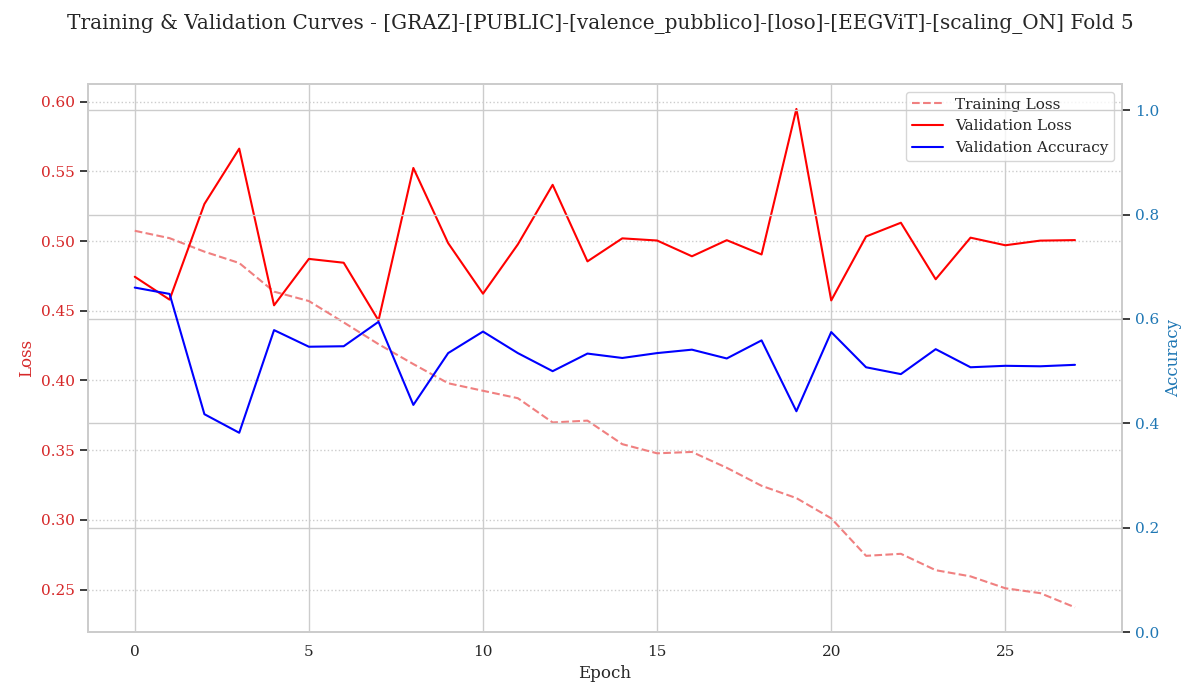 Training & Validation Curves - [GRAZ]-[PUBLIC]-[valence_pubblico]-[loso]-[EEGViT]-[scaling_ON] Fold 5
0.60
0.55
0.50
0.45
0.40
0.35
0.30
0.25
Loss
Training Loss
Validation Loss
Validation Accuracy
1.0
0.8
0.6
0.4
0.2
0.0
Accuracy
0
5
10
15
20
25
Epoch